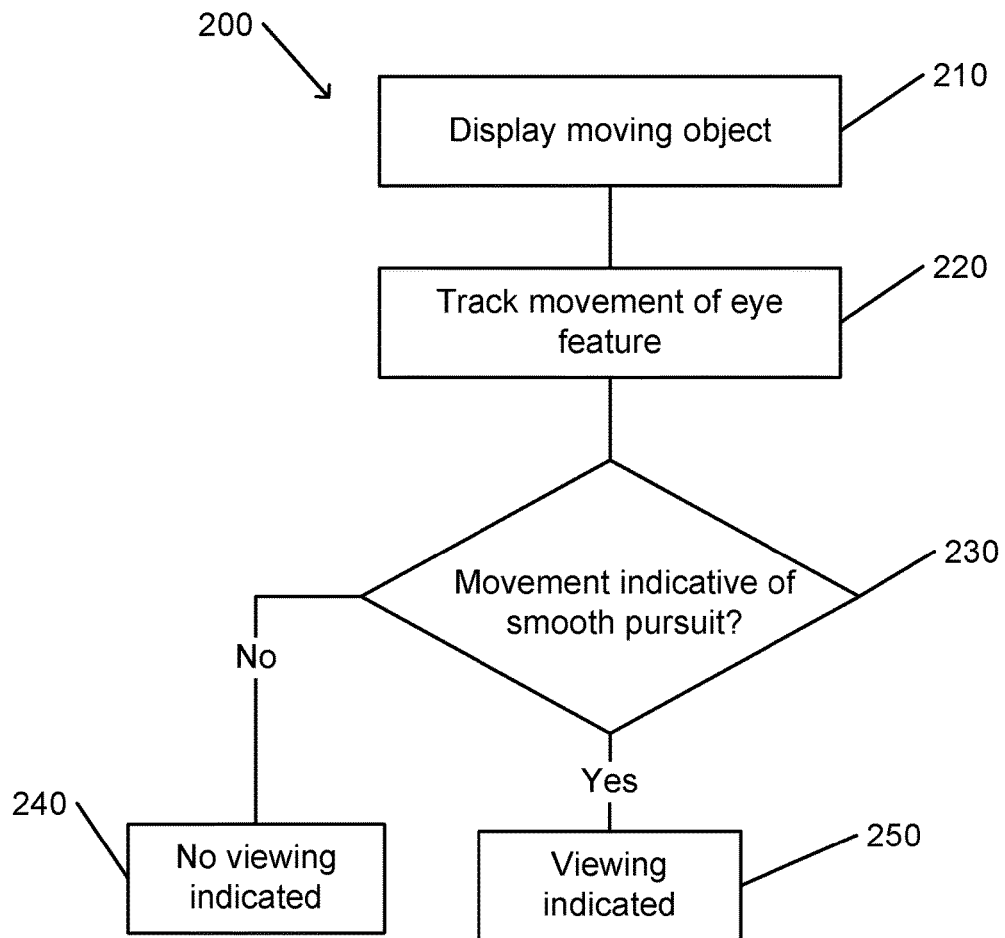 200
210
Display moving object
220
Track movement of eye
feature
230
Movement indicative of
smooth pursuit?
No
Yes
240
No viewing
indicated
250
Viewing
indicated